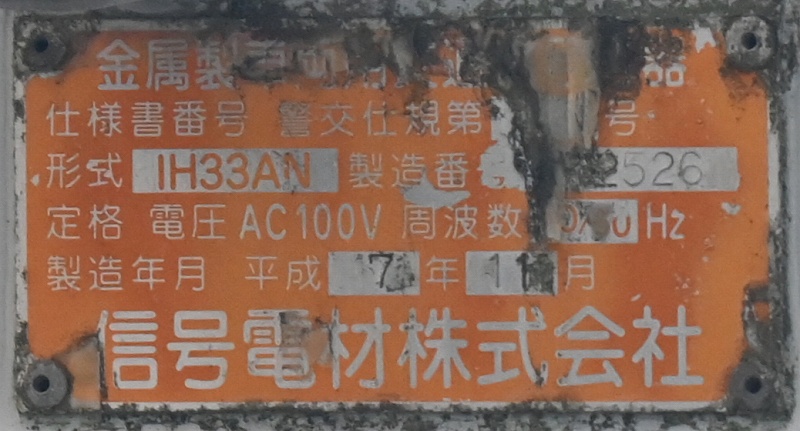 金属製
仕様書番号 警交仕規第 号
形式 IH33AN 製造番 2526
定格 電圧 AC100V 周波数 Hz
製造年月 平成 7 年 11 月
信号電材株式会社